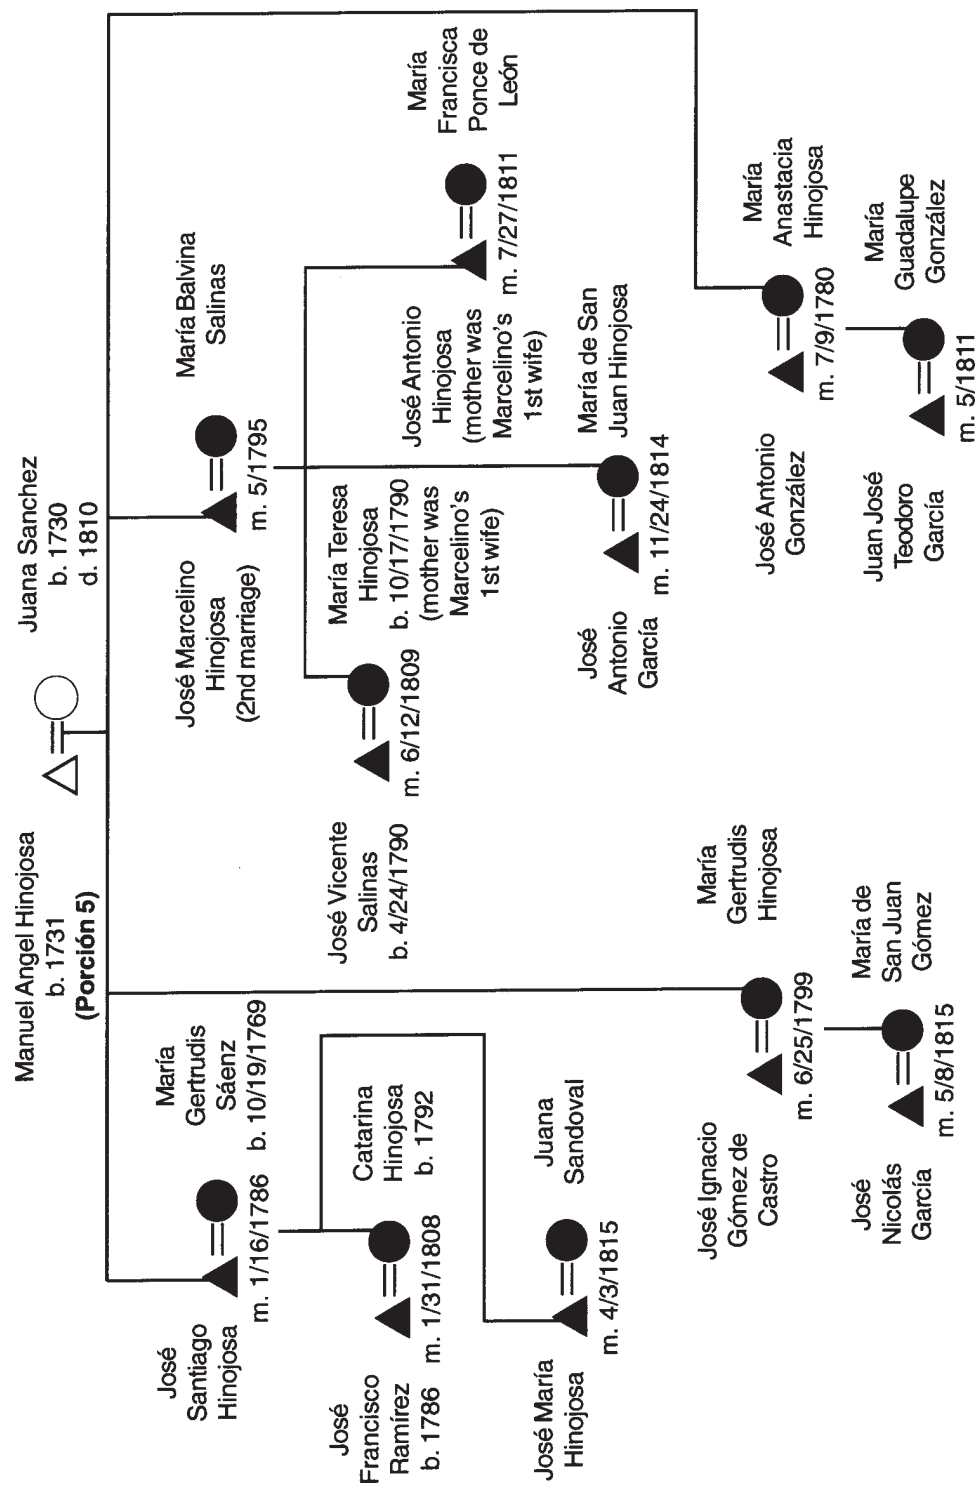 Manuel Angel Hinojosa
b. 1731
(Porción 5)
Juana Sanchez
b. 1730
d. 1810
José
Santiago
Hinojosa
María
Gertrudis
Sáenz
b. 10/19/1769
m. 1/16/1786
José Marcelino
Hinojosa
(2nd marriage)
María Balvina
Salinas
m. 5/1795
José
Francisco
Ramírez
b. 1786
Catarina
Hinojosa
b. 1792
m. 1/31/1808
José Vicente
Salinas
b. 4/24/1790
María Teresa
Hinojosa
b. 10/17/1790
(mother was
Marcelino's
1st wife)
m. 6/12/1809
José Antonio
Hinojosa
(mother was
Marcelino's
1st wife)
María
Francisca
Ponce de
León
m. 7/27/1811
José María
Hinojosa
Juana
Sandoval
m. 4/3/1815
José
Antonio
García
María de San
Juan Hinojosa
m. 11/24/1814
José Ignacio
Gómez de
Castro
María
Gertrudis
Hinojosa
m. 6/25/1799
José Antonio
González
María
Anastacia
Hinojosa
m. 7/9/1780
José
Nicolás
García
María de
San Juan
Gómez
m. 5/8/1815
Juan José
Teodoro
García
María
Guadalupe
González
m. 5/1811